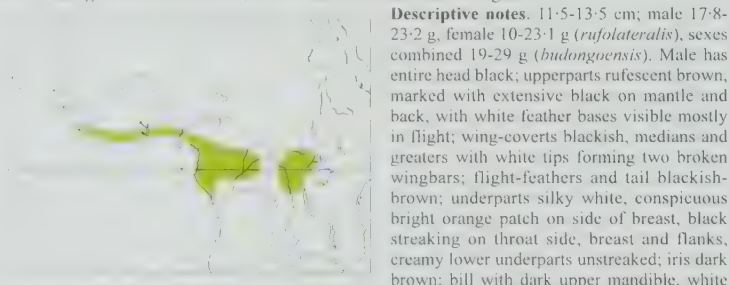 Descriptive notes. 11·5-13·5 cm; male 17·8-
23·2 g, female 10-23·1 g (rufolateralis), sexes
combined 19-29 g (budongoensis). Male has
entire head black; upperparts rufescent brown,
marked with extensive black on mantle and
back, with white feather bases visible mostly
in flight; wing-coverts blackish, medians and
greaters with white tips forming two broken
wingbars; flight-feathers and tail blackish-
brown; underparts silky white, conspicuous
bright orange patch on side of breast, black
streaking on throat side, breast and flanks,
creamy lower underparts unstreaked; iris dark
brown; bill with dark upper mandible, white